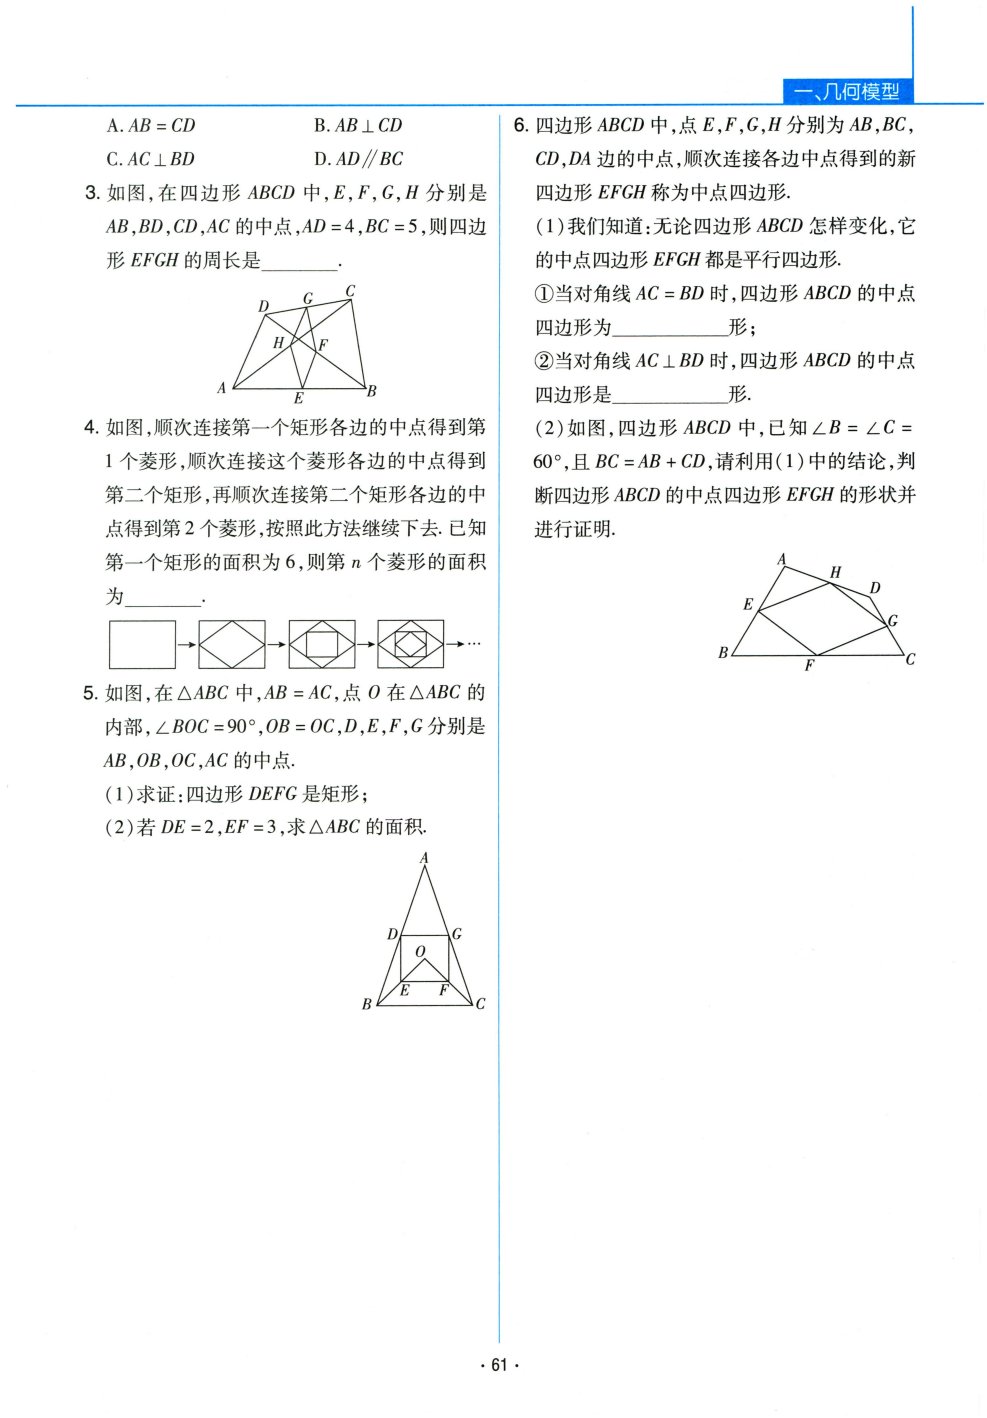 一、几何模型
A. AB = CD B. AB⊥CD
C. AC⊥BD D. AD∥BC
3. 如图,在四边形 ABCD 中,E,F,G,H 分别是
AB,BD,CD,AC 的中点,AD = 4,BC = 5,则四边
形 EFGH 的周长是________.
D G C
H F
A E B
4. 如图,顺次连接第一个矩形各边的中点得到第
1 个菱形,顺次连接这个菱形各边的中点得到
第二个矩形,再顺次连接第二个矩形各边的中
点得到第 2 个菱形,按照此方法继续下去. 已知
第一个矩形的面积为 6,则第 n 个菱形的面积
为________.
→ → → → …
5. 如图,在△ABC 中,AB = AC,点 O 在△ABC 的
内部,∠BOC = 90°,OB = OC,D,E,F,G 分别是
AB,OB,OC,AC 的中点.
(1)求证:四边形 DEFG 是矩形;
(2)若 DE = 2,EF = 3,求△ABC 的面积.
A
D G
O
E F
B C
6. 四边形 ABCD 中,点 E,F,G,H 分别为 AB,BC,
CD,DA 边的中点,顺次连接各边中点得到的新
四边形 EFGH 称为中点四边形.
(1)我们知道:无论四边形 ABCD 怎样变化,它
的中点四边形 EFGH 都是平行四边形.
①当对角线 AC = BD 时,四边形 ABCD 的中点
四边形为____________形;
②当对角线 AC⊥BD 时,四边形 ABCD 的中点
四边形是____________形.
(2)如图,四边形 ABCD 中,已知∠B = ∠C =
60°,且 BC = AB + CD,请利用(1)中的结论,判
断四边形 ABCD 的中点四边形 EFGH 的形状并
进行证明.
A
H
D
E
G
B F C
· 61 ·